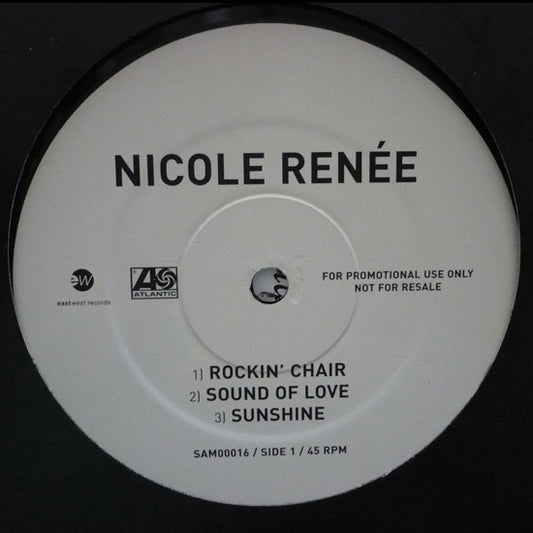 NICOLE RENÉE
ew
eastwest records
ATLANTIC
FOR PROMOTIONAL USE ONLY
NOT FOR RESALE
1) ROCKIN' CHAIR
2) SOUND OF LOVE
3) SUNSHINE
SAM00016 / SIDE 1 / 45 RPM